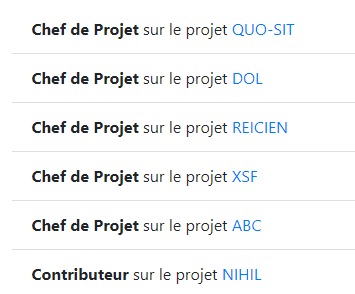 Chef de Projet sur le projet QUO-SIT
Chef de Projet sur le projet DOL
Chef de Projet sur le projet REICIEN
Chef de Projet sur le projet XSF
Chef de Projet sur le projet ABC
Contributeur sur le projet NIHIL